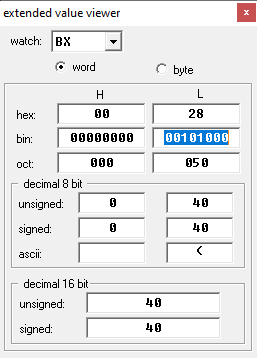 extended value viewer x
watch: BX
word byte
H L
hex: 00 28
bin: 00000000 00101000
oct: 000 050
decimal 8 bit
unsigned: 0 40
signed: 0 40
ascii: (
decimal 16 bit
unsigned: 40
signed: 40